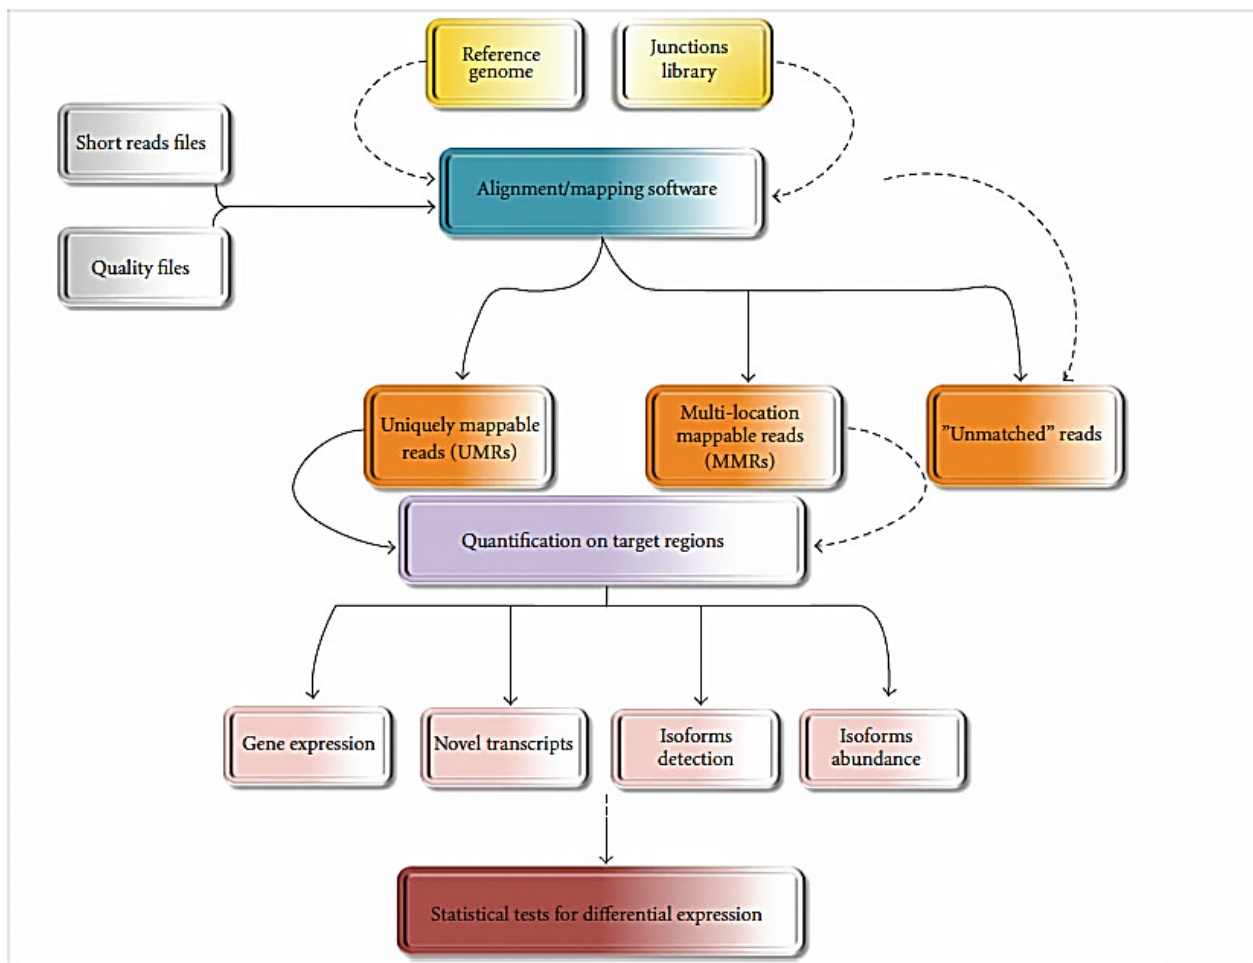 Reference
genome
Junctions
library
Short reads files
Alignment/mapping software
Quality files
Uniquely mappable
reads (UMRs)
Multi-location
mappable reads
(MMRs)
”Unmatched” reads
Quantification on target regions
Gene expression
Novel transcripts
Isoforms
detection
Isoforms
abundance
Statistical tests for differential expression